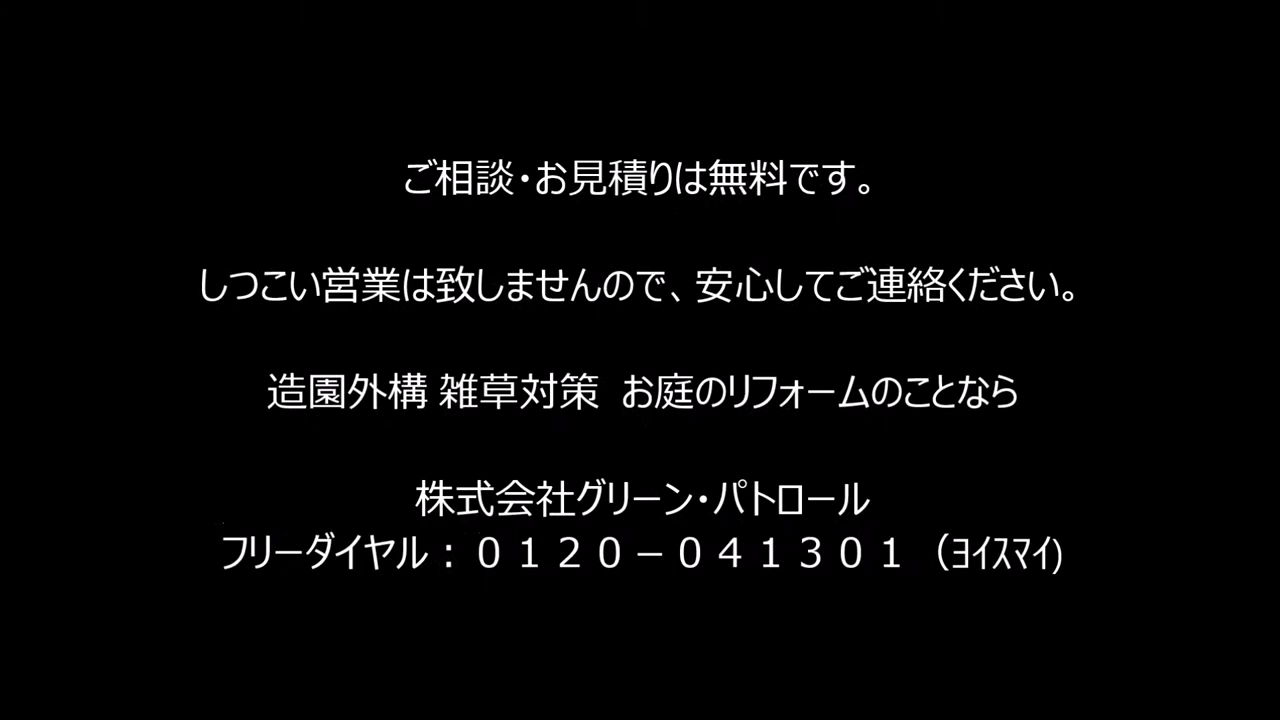 ご相談・お見積りは無料です。
しつこい営業は致しませんので、安心してご連絡ください。
造園外構 雑草対策 お庭のリフォームのことなら
株式会社グリーン・パトロール
フリーダイヤル：０１２０－０４１３０１（ﾖｲｽﾏｲ)